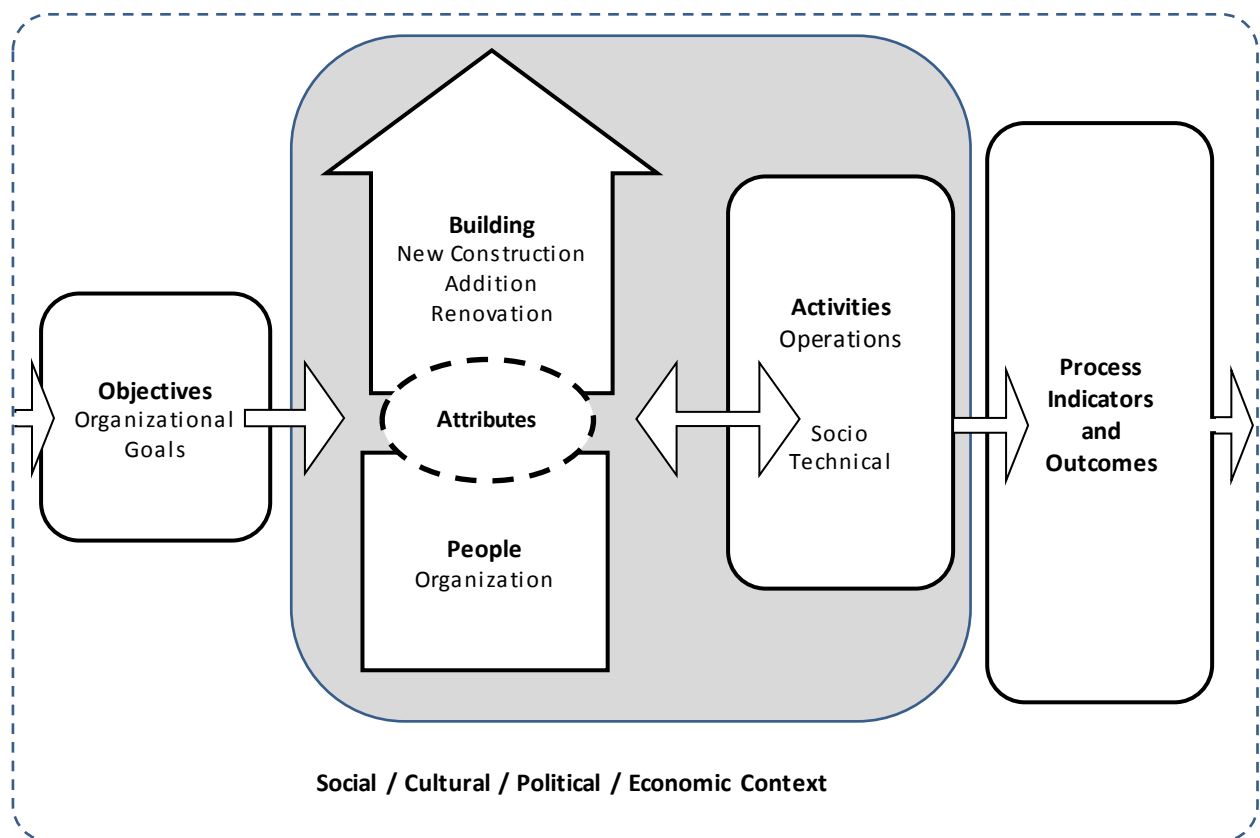 Building
New Construction
Addition
Renovation
Objectives
Organizational
Goals
Attributes
People
Organization
Activities
Operations
Socio
Technical
Process
Indicators
and
Outcomes
Social / Cultural / Political / Economic Context